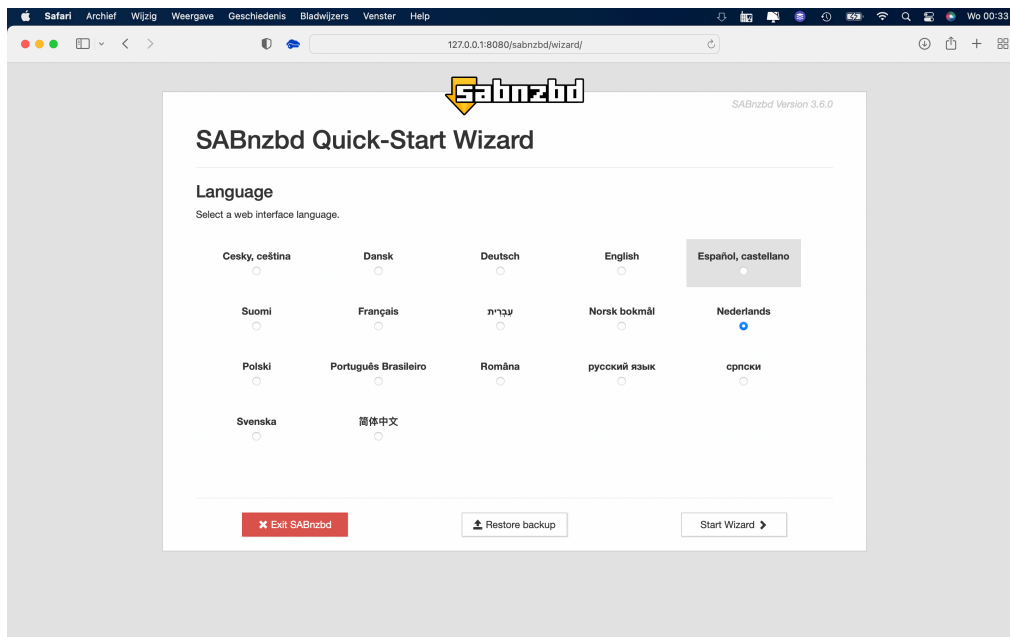 Safari Archief Wijzig Weergave Geschiedenis Bladwijzers Venster Help Wo 00:33
127.0.0.1:8080/sabnzbd/wizard/
sabnzbd
SABnzbd Version 3.6.0
SABnzbd Quick-Start Wizard
Language
Select a web interface language.
Cesky, ceština Dansk Deutsch English Español, castellano
Suomi Français עִבְרִית Norsk bokmål Nederlands
Polski Português Brasileiro Româna русский язык српски
Svenska 简体中文
Exit SABnzbd Restore backup Start Wizard